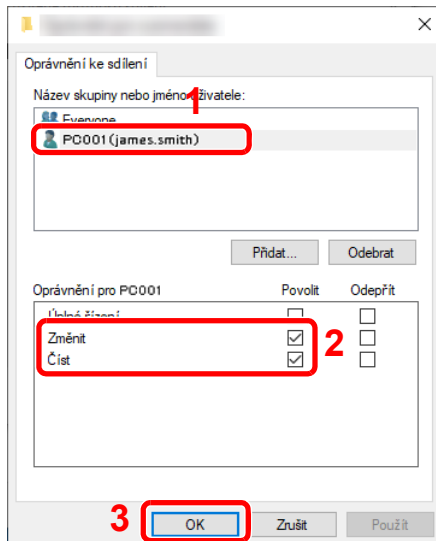 Oprávnění ke sdílení
1
Název skupiny nebo jméno uživatele:
Everyone
PC001(james.smith)
Přidat...
Odebrat
Oprávnění pro PC001 Povolit Odepřít
Úplné řízení
Změnit
2
Číst
3
OK
Zrušit
Použít